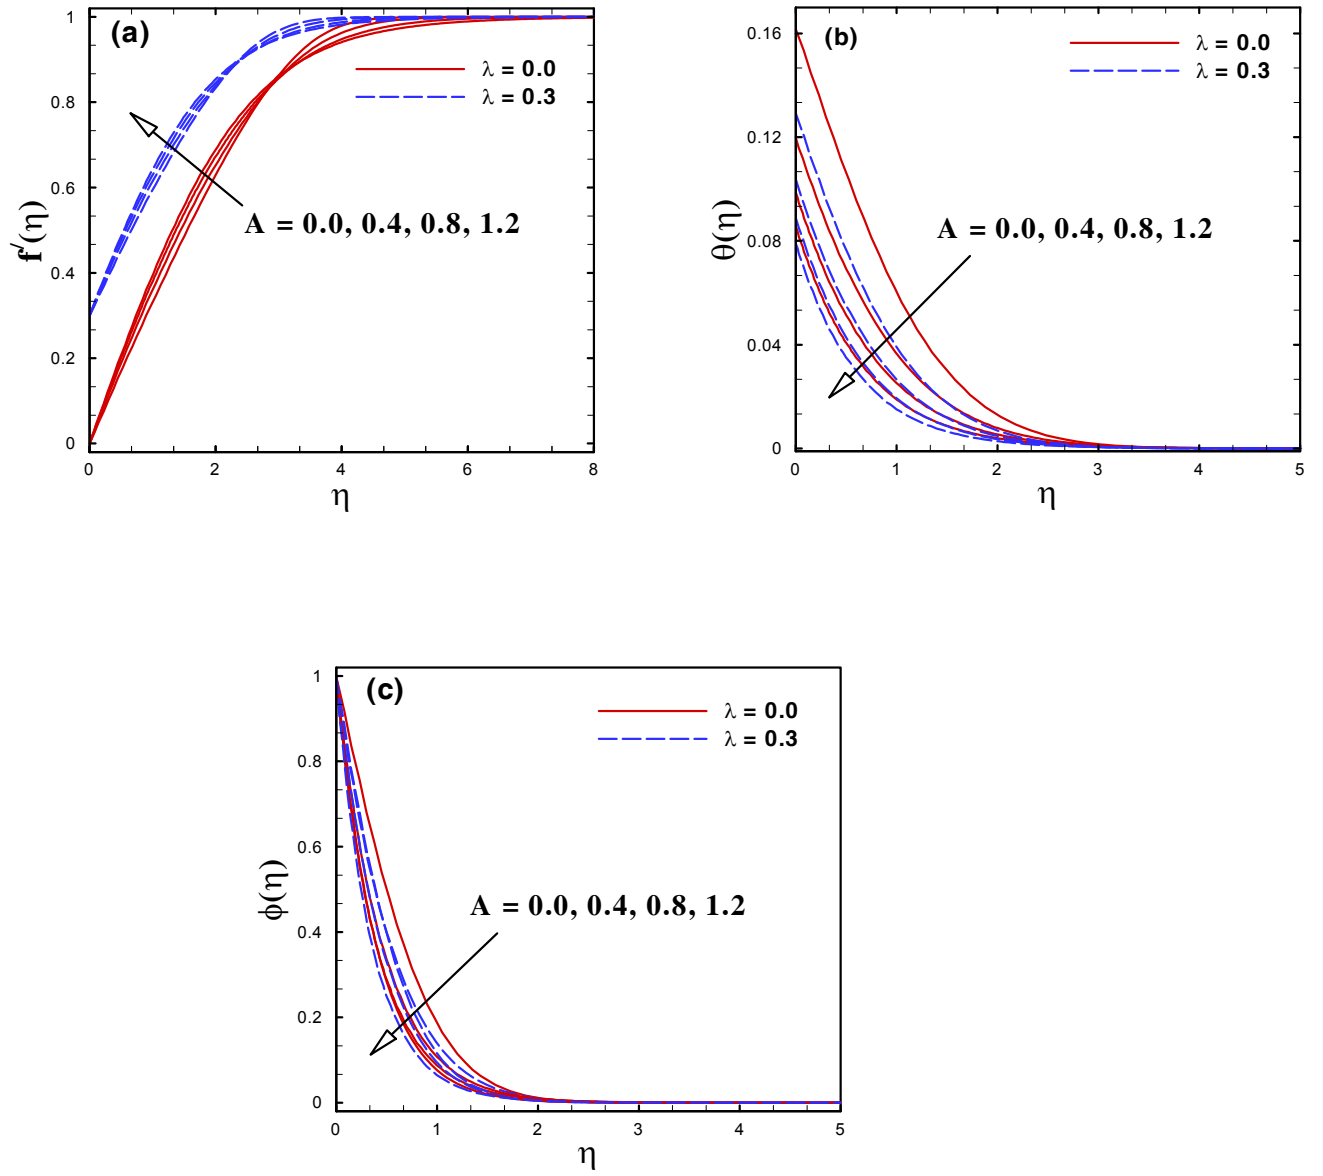 (a)
1
0.8
0.6
0.4
0.2
0
0 2 4 6 8
f′(η)
η
λ = 0.0
λ = 0.3
A = 0.0, 0.4, 0.8, 1.2
(b)
0.16
0.12
0.08
0.04
0
0 1 2 3 4 5
θ(η)
η
λ = 0.0
λ = 0.3
A = 0.0, 0.4, 0.8, 1.2
(c)
1
0.8
0.6
0.4
0.2
0
0 1 2 3 4 5
ϕ(η)
η
λ = 0.0
λ = 0.3
A = 0.0, 0.4, 0.8, 1.2